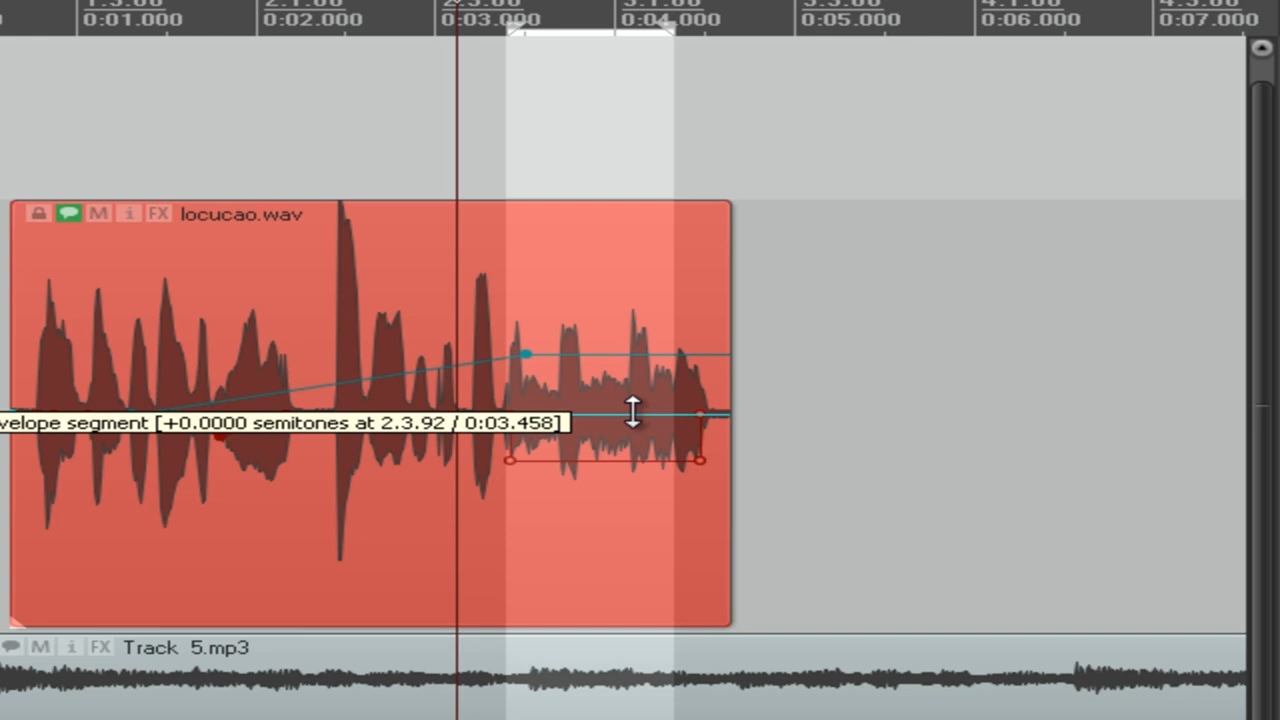 0:01.000 0:02.000 0:03.000 0:04.000 0:05.000 0:06.000 0:07.000
M i FX locucao.wav
velope segment [+0.0000 semitones at 2.3.92 / 0:03.458]
M i FX Track 5.mp3